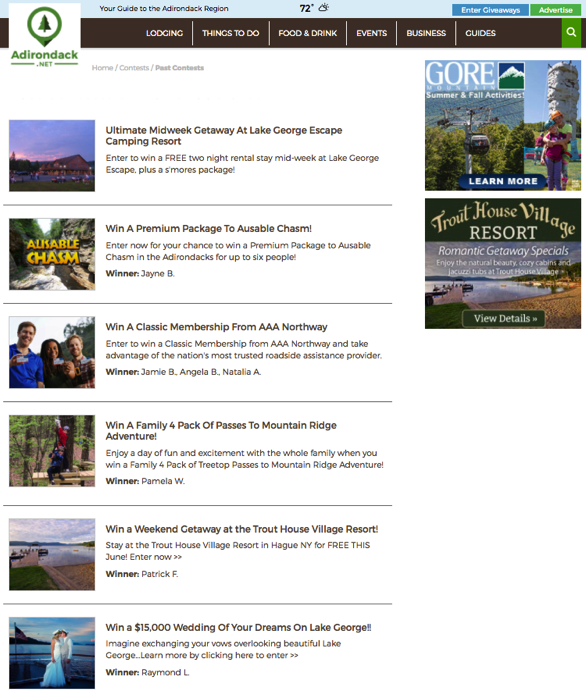 Your Guide to the Adirondack Region
72°
Enter Giveaways
Advertise
Adirondack
.NET
LODGING
THINGS TO DO
FOOD & DRINK
EVENTS
BUSINESS
GUIDES
Home / Contests / Past Contests
Ultimate Midweek Getaway At Lake George Escape
Camping Resort
Enter to win a FREE two night rental stay mid-week at Lake George
Escape, plus a s'mores package!
AUSABLE
CHASM
Win A Premium Package To Ausable Chasm!
Enter now for your chance to win a Premium Package to Ausable
Chasm in the Adirondacks for up to six people!
Winner: Jayne B.
Win A Classic Membership From AAA Northway
Enter to win a Classic Membership from AAA Northway and take
advantage of the nation's most trusted roadside assistance provider.
Winner: Jamie B., Angela B., Natalia A.
Win A Family 4 Pack Of Passes To Mountain Ridge
Adventure!
Enjoy a day of fun and excitement with the whole family when you
win a Family 4 Pack of Treetop Passes to Mountain Ridge Adventure!
Winner: Pamela W.
Win a Weekend Getaway at the Trout House Village Resort!
Stay at the Trout House Village Resort in Hague NY for FREE THIS
June! Enter now >>
Winner: Patrick F.
Win a $15,000 Wedding Of Your Dreams On Lake George!!
Imagine exchanging your vows overlooking beautiful Lake
George...Learn more by clicking here to enter >>
Winner: Raymond L.
GORE
MOUNTAIN
Summer & Fall Activities!
LEARN MORE
Trout House Village
RESORT
Romantic Getaway Specials
Enjoy the natural beauty, cozy cabins and
jacuzzi tubs at Trout House Village »
View Details »